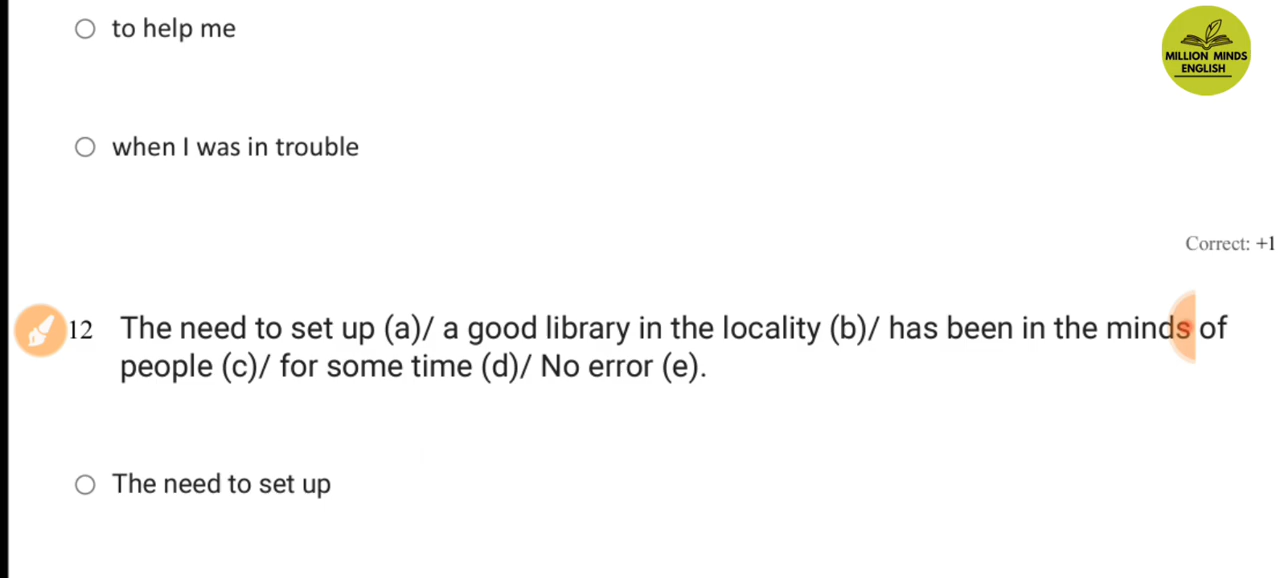 to help me
MILLION MINDS
ENGLISH
when I was in trouble
Correct: +1
12 The need to set up (a)/ a good library in the locality (b)/ has been in the minds of
people (c)/ for some time (d)/ No error (e).
The need to set up